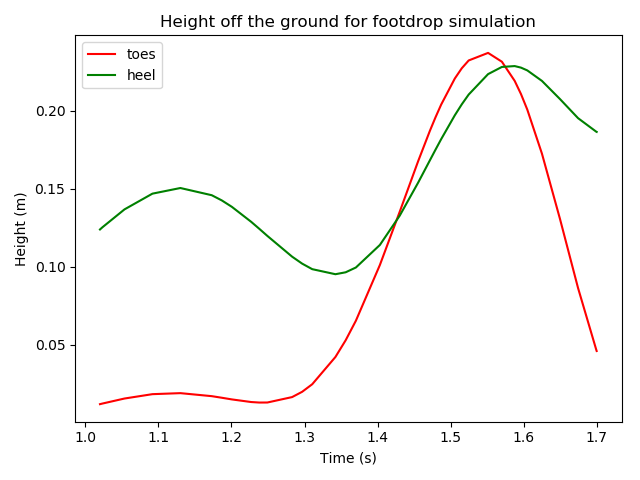 Height off the ground for footdrop simulation
toes
heel
Height (m)
0.20
0.15
0.10
0.05
1.0 1.1 1.2 1.3 1.4 1.5 1.6 1.7
Time (s)